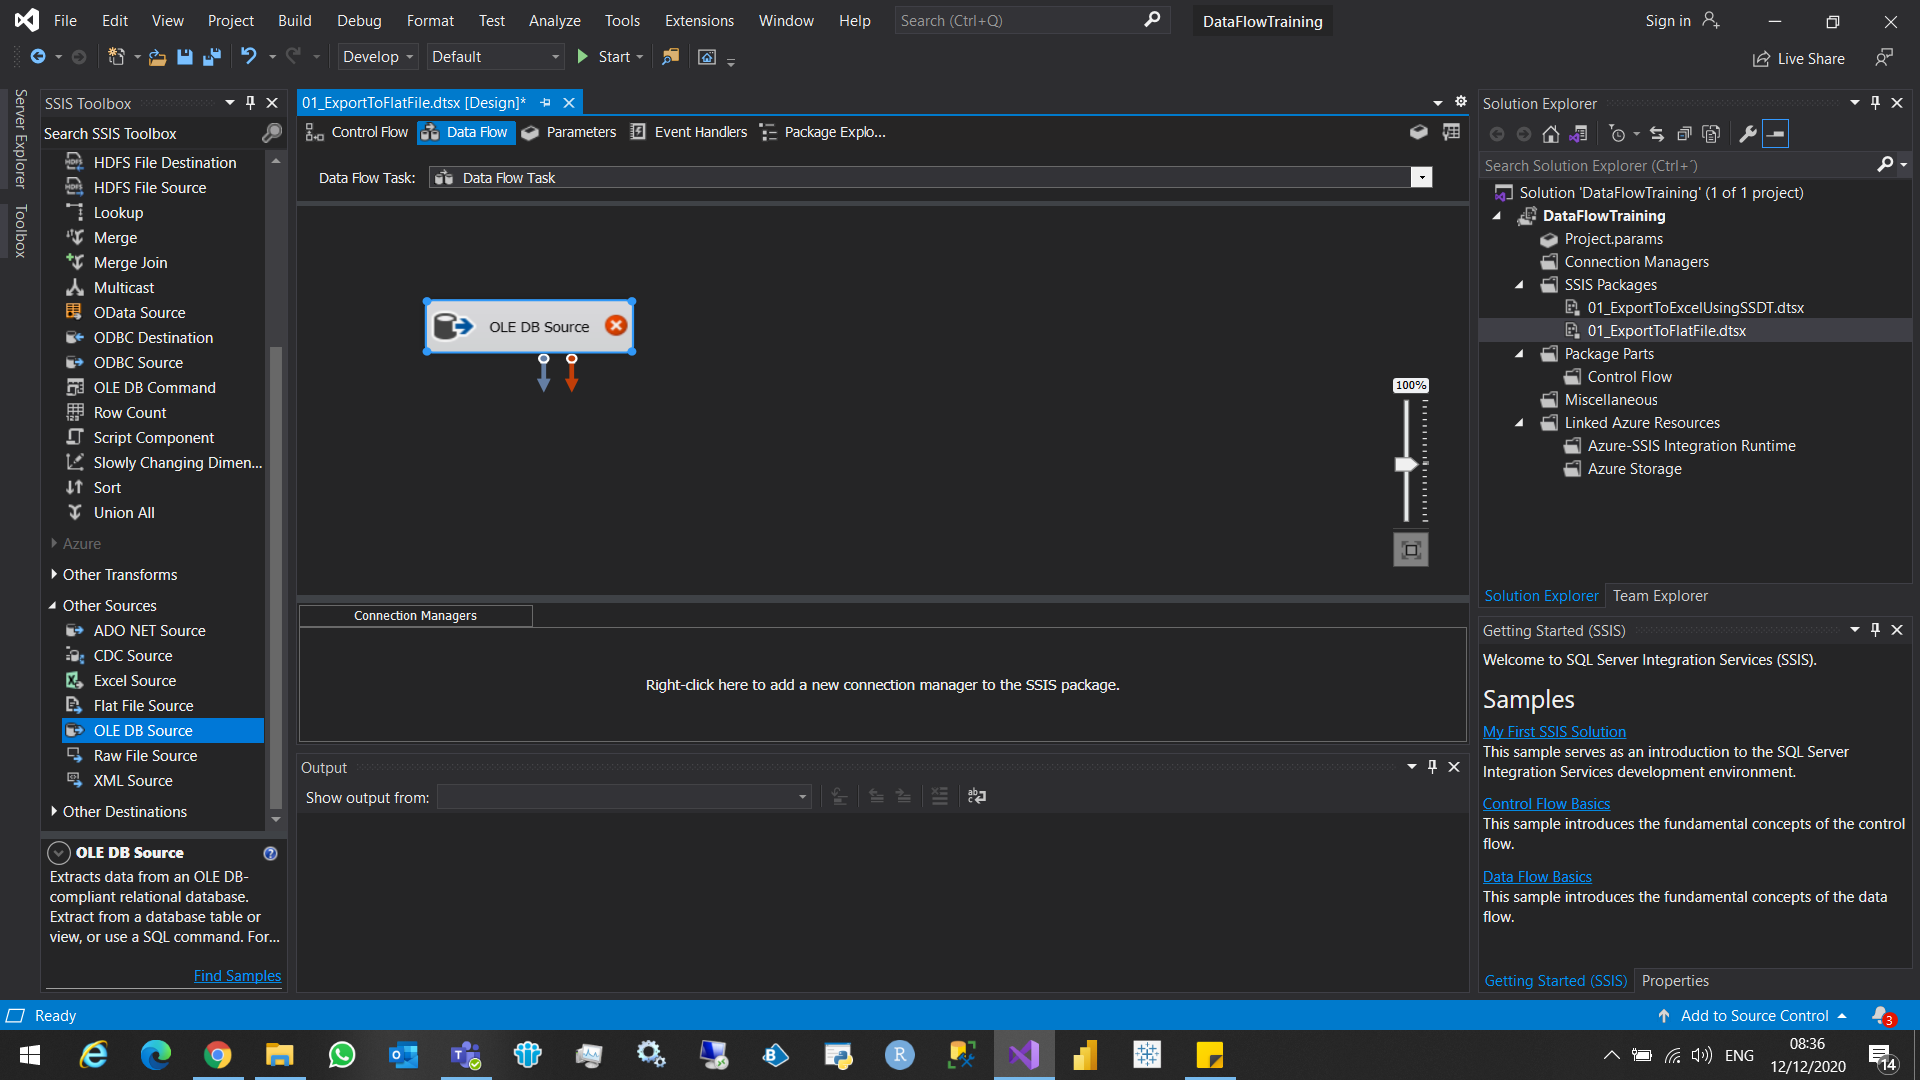 File Edit View Project Build Debug Format Test Analyze Tools Extensions Window Help Search (Ctrl+Q) DataFlowTraining Sign in
Develop Default Start Live Share
Server Explorer
Toolbox
SSIS Toolbox
Search SSIS Toolbox
HDFS File Destination
HDFS File Source
Lookup
Merge
Merge Join
Multicast
OData Source
ODBC Destination
ODBC Source
OLE DB Command
Row Count
Script Component
Slowly Changing Dimen...
Sort
Union All
Azure
Other Transforms
Other Sources
ADO NET Source
CDC Source
Excel Source
Flat File Source
OLE DB Source
Raw File Source
XML Source
Other Destinations
OLE DB Source
Extracts data from an OLE DB-
compliant relational database.
Extract from a database table or
view, or use a SQL command. For...
Find Samples
01_ExportToFlatFile.dtsx [Design]*
Control Flow Data Flow Parameters Event Handlers Package Explo...
Data Flow Task: Data Flow Task
OLE DB Source
100%
Connection Managers
Right-click here to add a new connection manager to the SSIS package.
Output
Show output from:
Solution Explorer
Search Solution Explorer (Ctrl+¨)
Solution 'DataFlowTraining' (1 of 1 project)
DataFlowTraining
Project.params
Connection Managers
SSIS Packages
01_ExportToExcelUsingSSDT.dtsx
01_ExportToFlatFile.dtsx
Package Parts
Control Flow
Miscellaneous
Linked Azure Resources
Azure-SSIS Integration Runtime
Azure Storage
Solution Explorer Team Explorer
Getting Started (SSIS)
Welcome to SQL Server Integration Services (SSIS).
Samples
My First SSIS Solution
This sample serves as an introduction to the SQL Server
Integration Services development environment.
Control Flow Basics
This sample introduces the fundamental concepts of the control
flow.
Data Flow Basics
This sample introduces the fundamental concepts of the data
flow.
Getting Started (SSIS) Properties
Ready Add to Source Control 3
ENG 08:36
12/12/2020 14